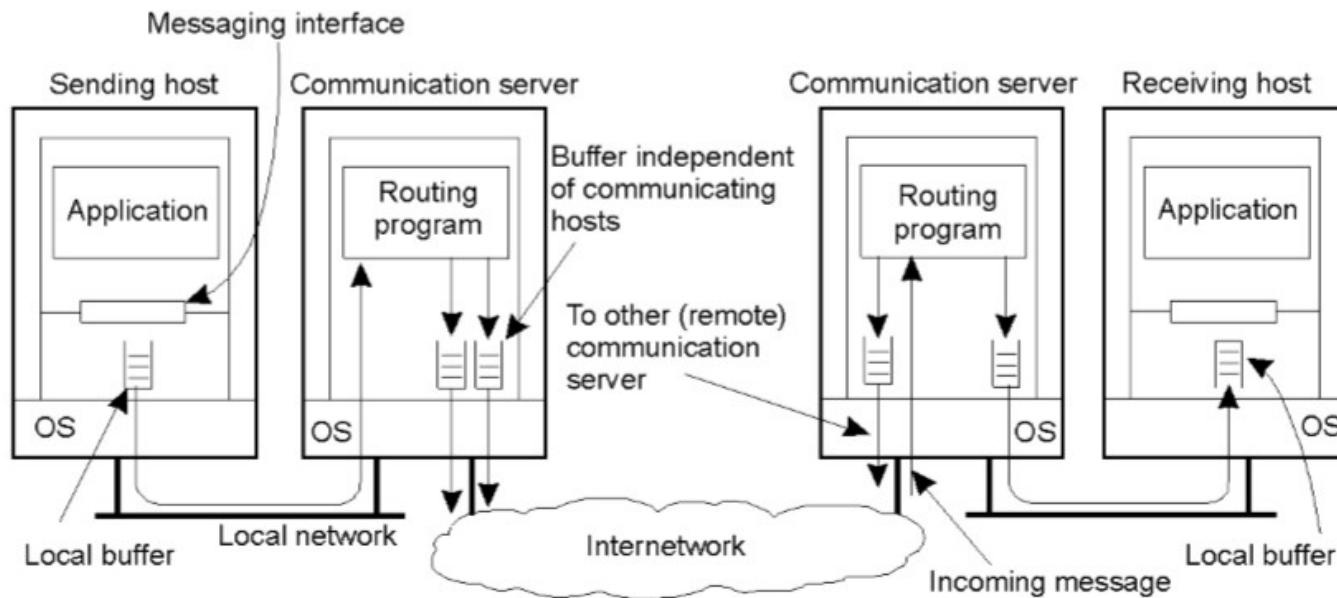 Messaging interface
Sending host
Communication server
Communication server
Receiving host
Application
Routing
program
Buffer independent
of communicating
hosts
Routing
program
Application
To other (remote)
communication
server
OS
OS
OS
OS
Local buffer
Local network
Internetwork
Incoming message
Local buffer